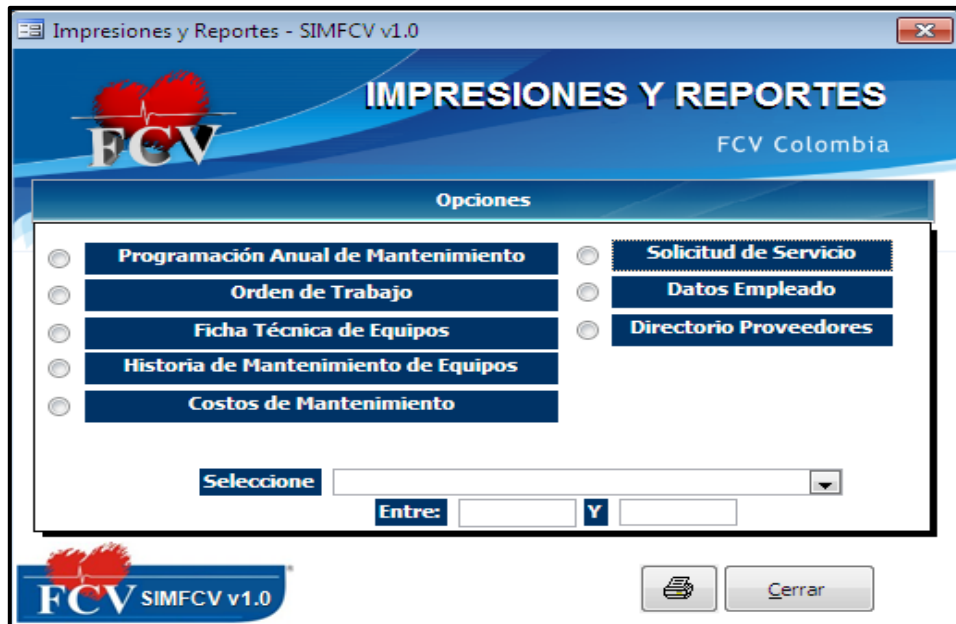 Impresiones y Reportes - SIMFCV v1.0
IMPRESIONES Y REPORTES
FCV
FCV Colombia
Opciones
Programación Anual de Mantenimiento
Orden de Trabajo
Ficha Técnica de Equipos
Historia de Mantenimiento de Equipos
Costos de Mantenimiento
Solicitud de Servicio
Datos Empleado
Directorio Proveedores
Seleccione
Entre: Y
FCV SIMFCV v1.0
Cerrar